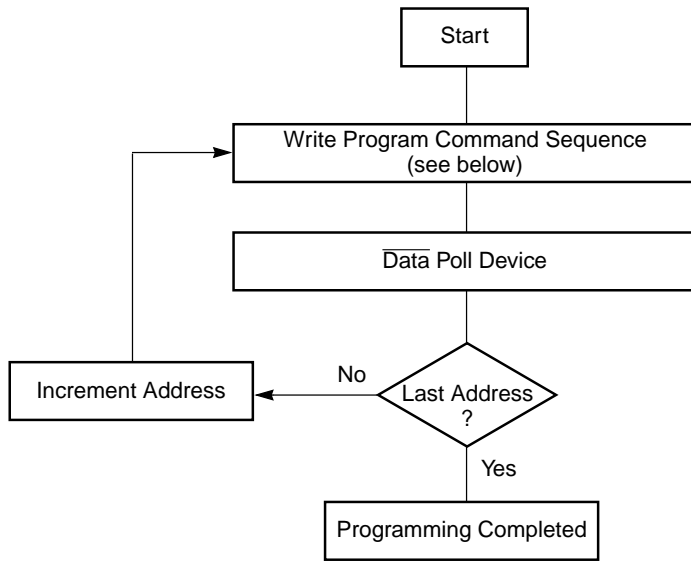 Start
Write Program Command Sequence
(see below)
Data Poll Device
Increment Address
No
Last Address
?
Yes
Programming Completed